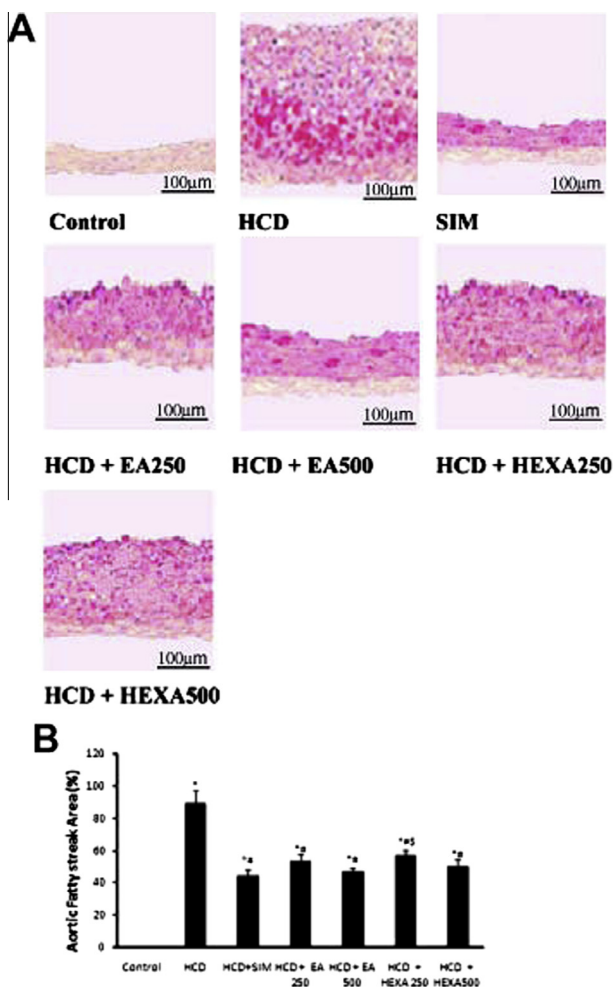 A
100µm 100µm 100µm
Control HCD SIM
100µm 100µm 100µm
HCD + EA250 HCD + EA500 HCD + HEXA250
100µm
HCD + HEXA500
B
Aortic Fatty streak Area (%)
120
100
80
60
40
20
0
*
Control HCD HCD+SIM HCD + EA 250 HCD + EA 500 HCD + HEXA 250 HCD + HEXA500